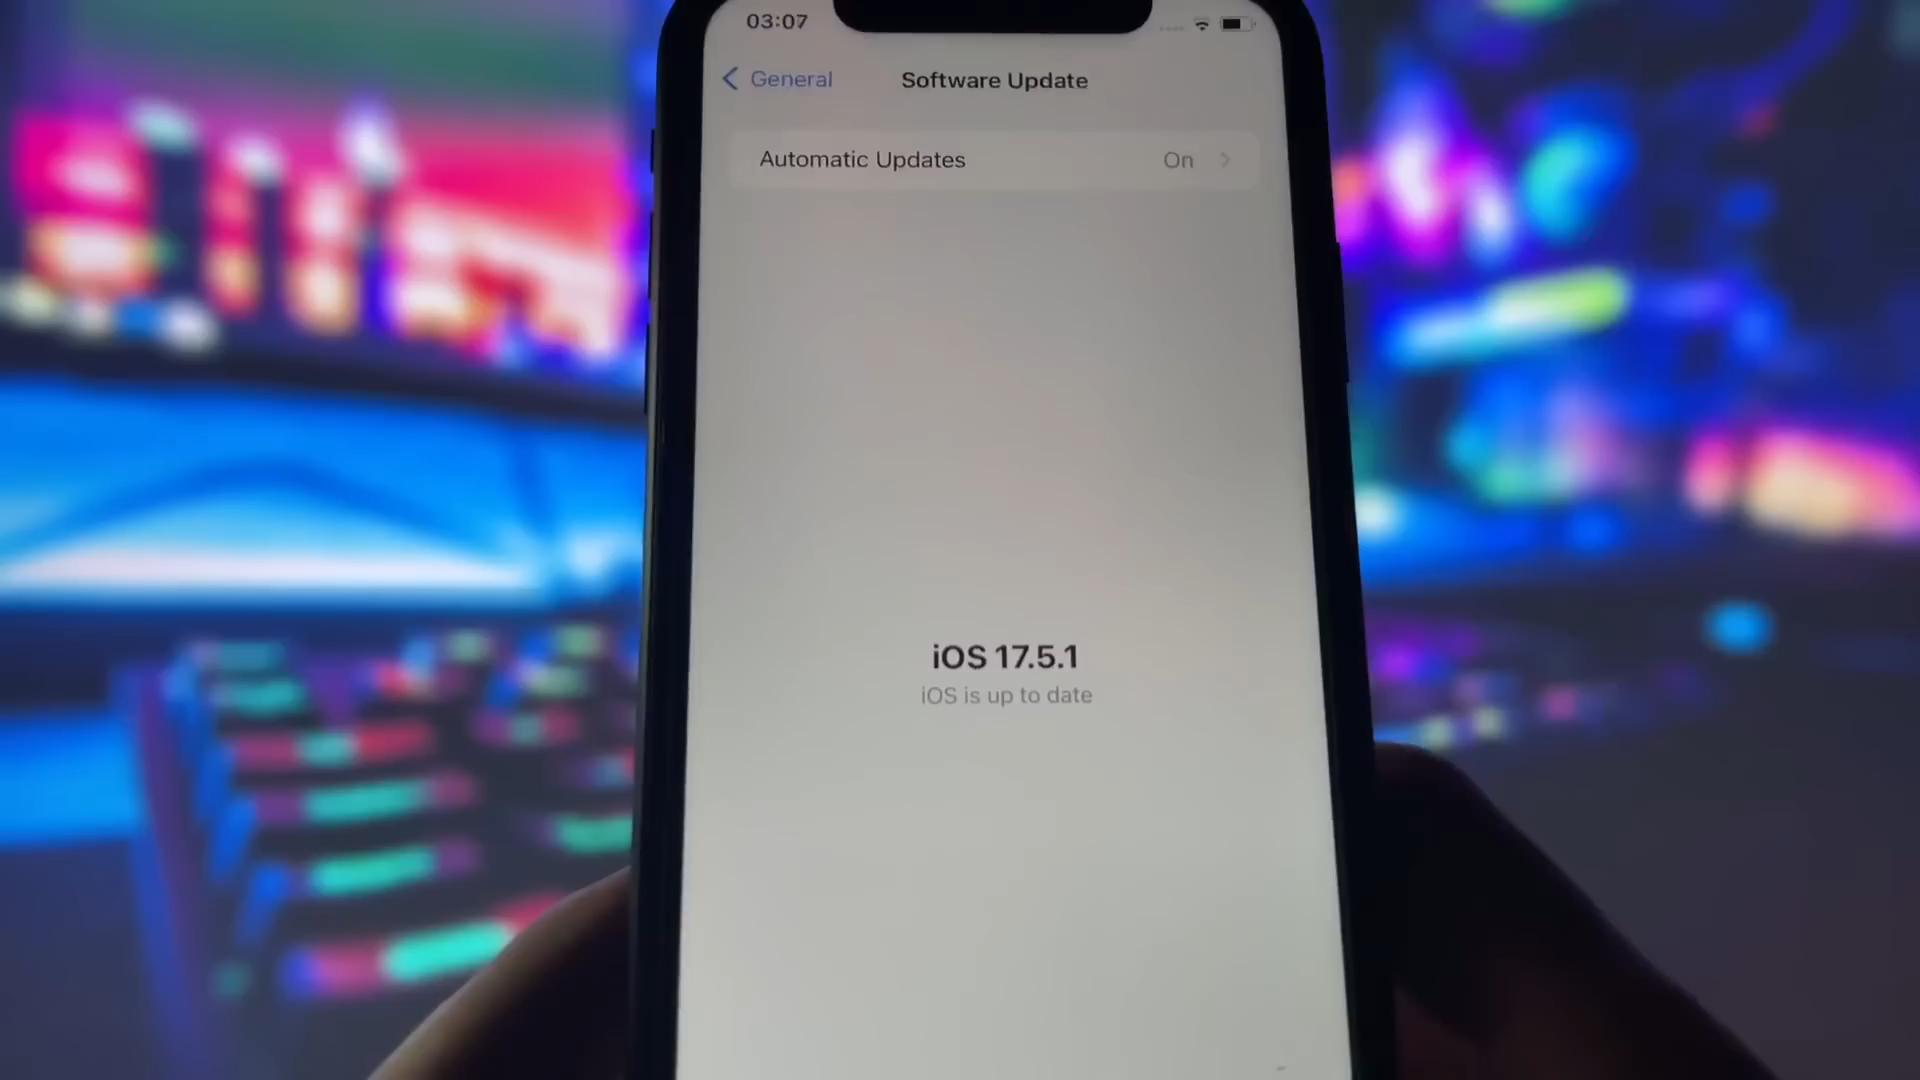 03:07
General
Software Update
Automatic Updates On
iOS 17.5.1
iOS is up to date